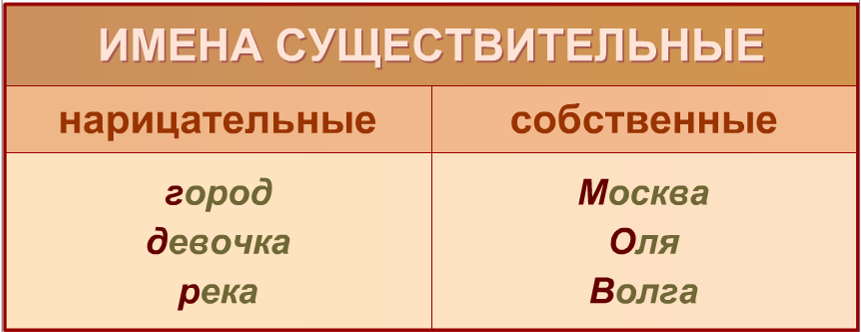 ИМЕНА СУЩЕСТВИТЕЛЬНЫЕ
нарицательные собственные
город Москва
девочка Оля
река Волга